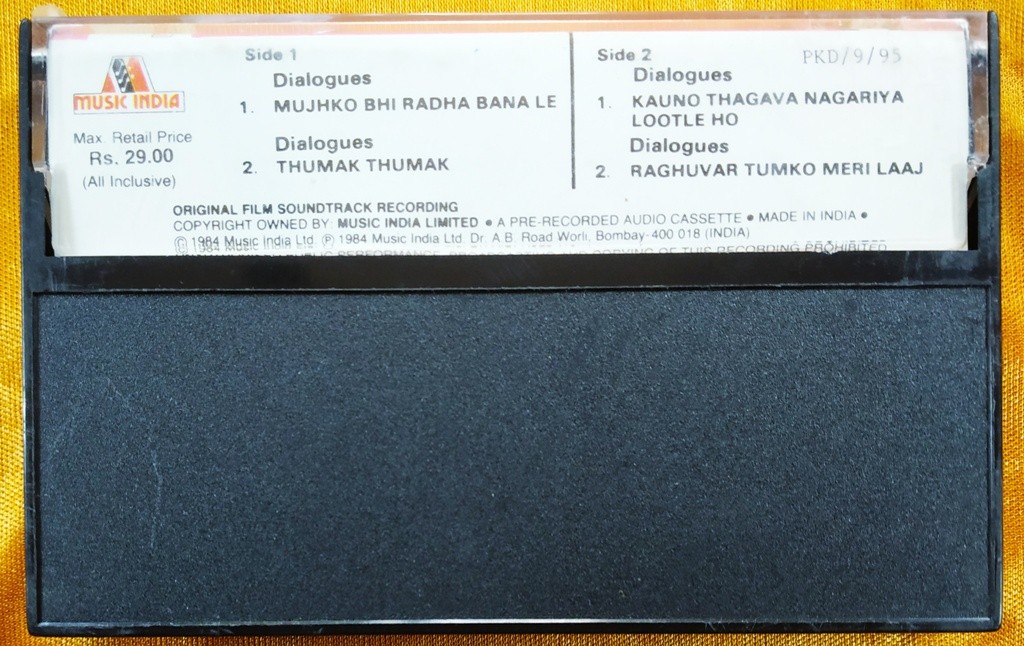 MUSIC INDIA
Max. Retail Price
Rs. 29.00
(All Inclusive)
Side 1
Dialogues
1. MUJHKO BHI RADHA BANA LE
Dialogues
2. THUMAK THUMAK
Side 2
PKD/9/95
Dialogues
1. KAUNO THAGAVA NAGARIYA
LOOTLE HO
Dialogues
2. RAGHUVAR TUMKO MERI LAAJ
ORIGINAL FILM SOUNDTRACK RECORDING
COPYRIGHT OWNED BY: MUSIC INDIA LIMITED • A PRE-RECORDED AUDIO CASSETTE • MADE IN INDIA •
© 1984 Music India Ltd. ℗ 1984 Music India Ltd. Dr. A.B. Road Worli, Bombay-400 018 (INDIA)
PUBLIC PERFORMANCE, COPYING OF THIS RECORDING PROHIBITED